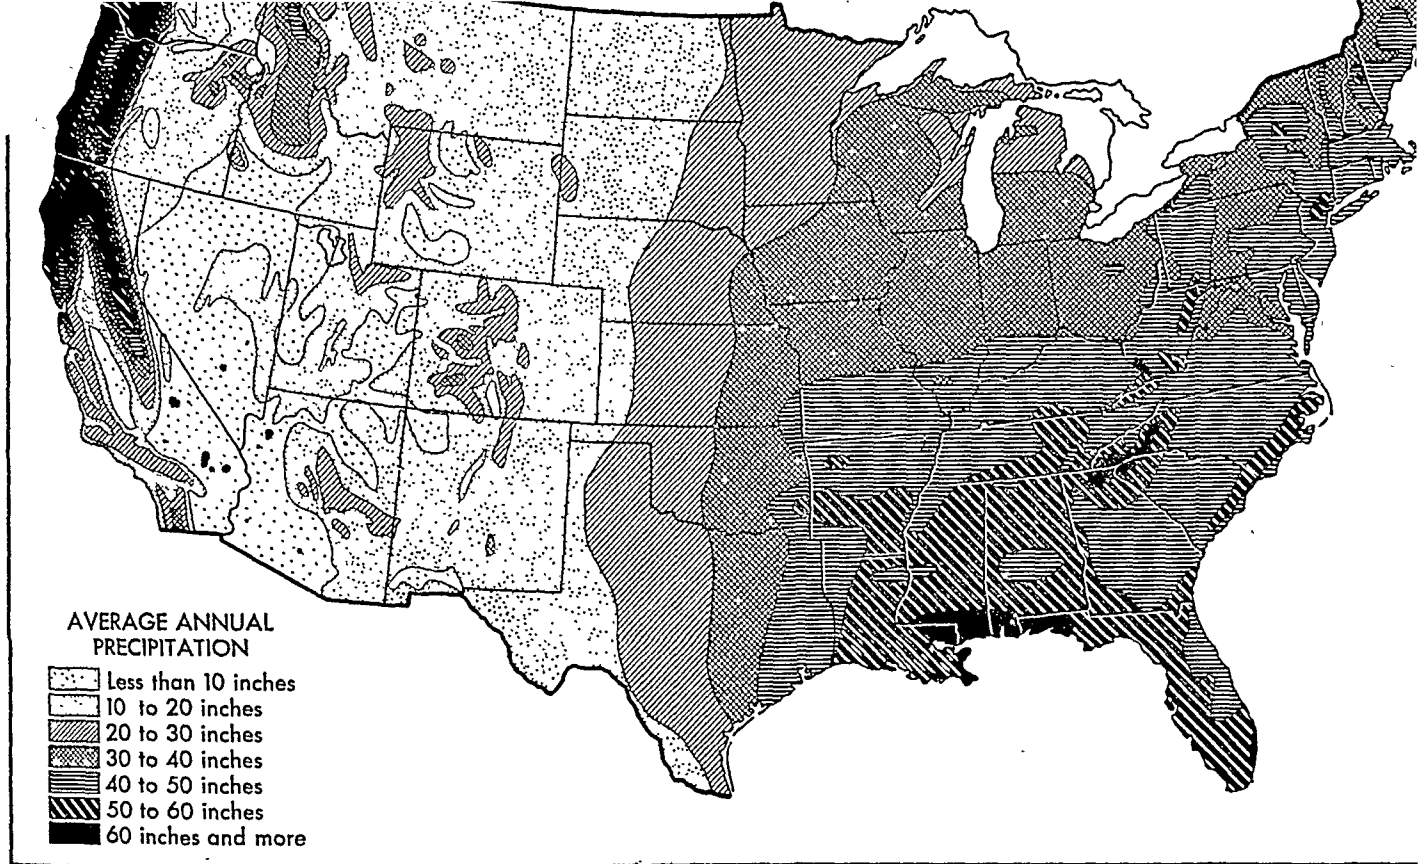 AVERAGE ANNUAL
PRECIPITATION
Less than 10 inches
10 to 20 inches
20 to 30 inches
30 to 40 inches
40 to 50 inches
50 to 60 inches
60 inches and more